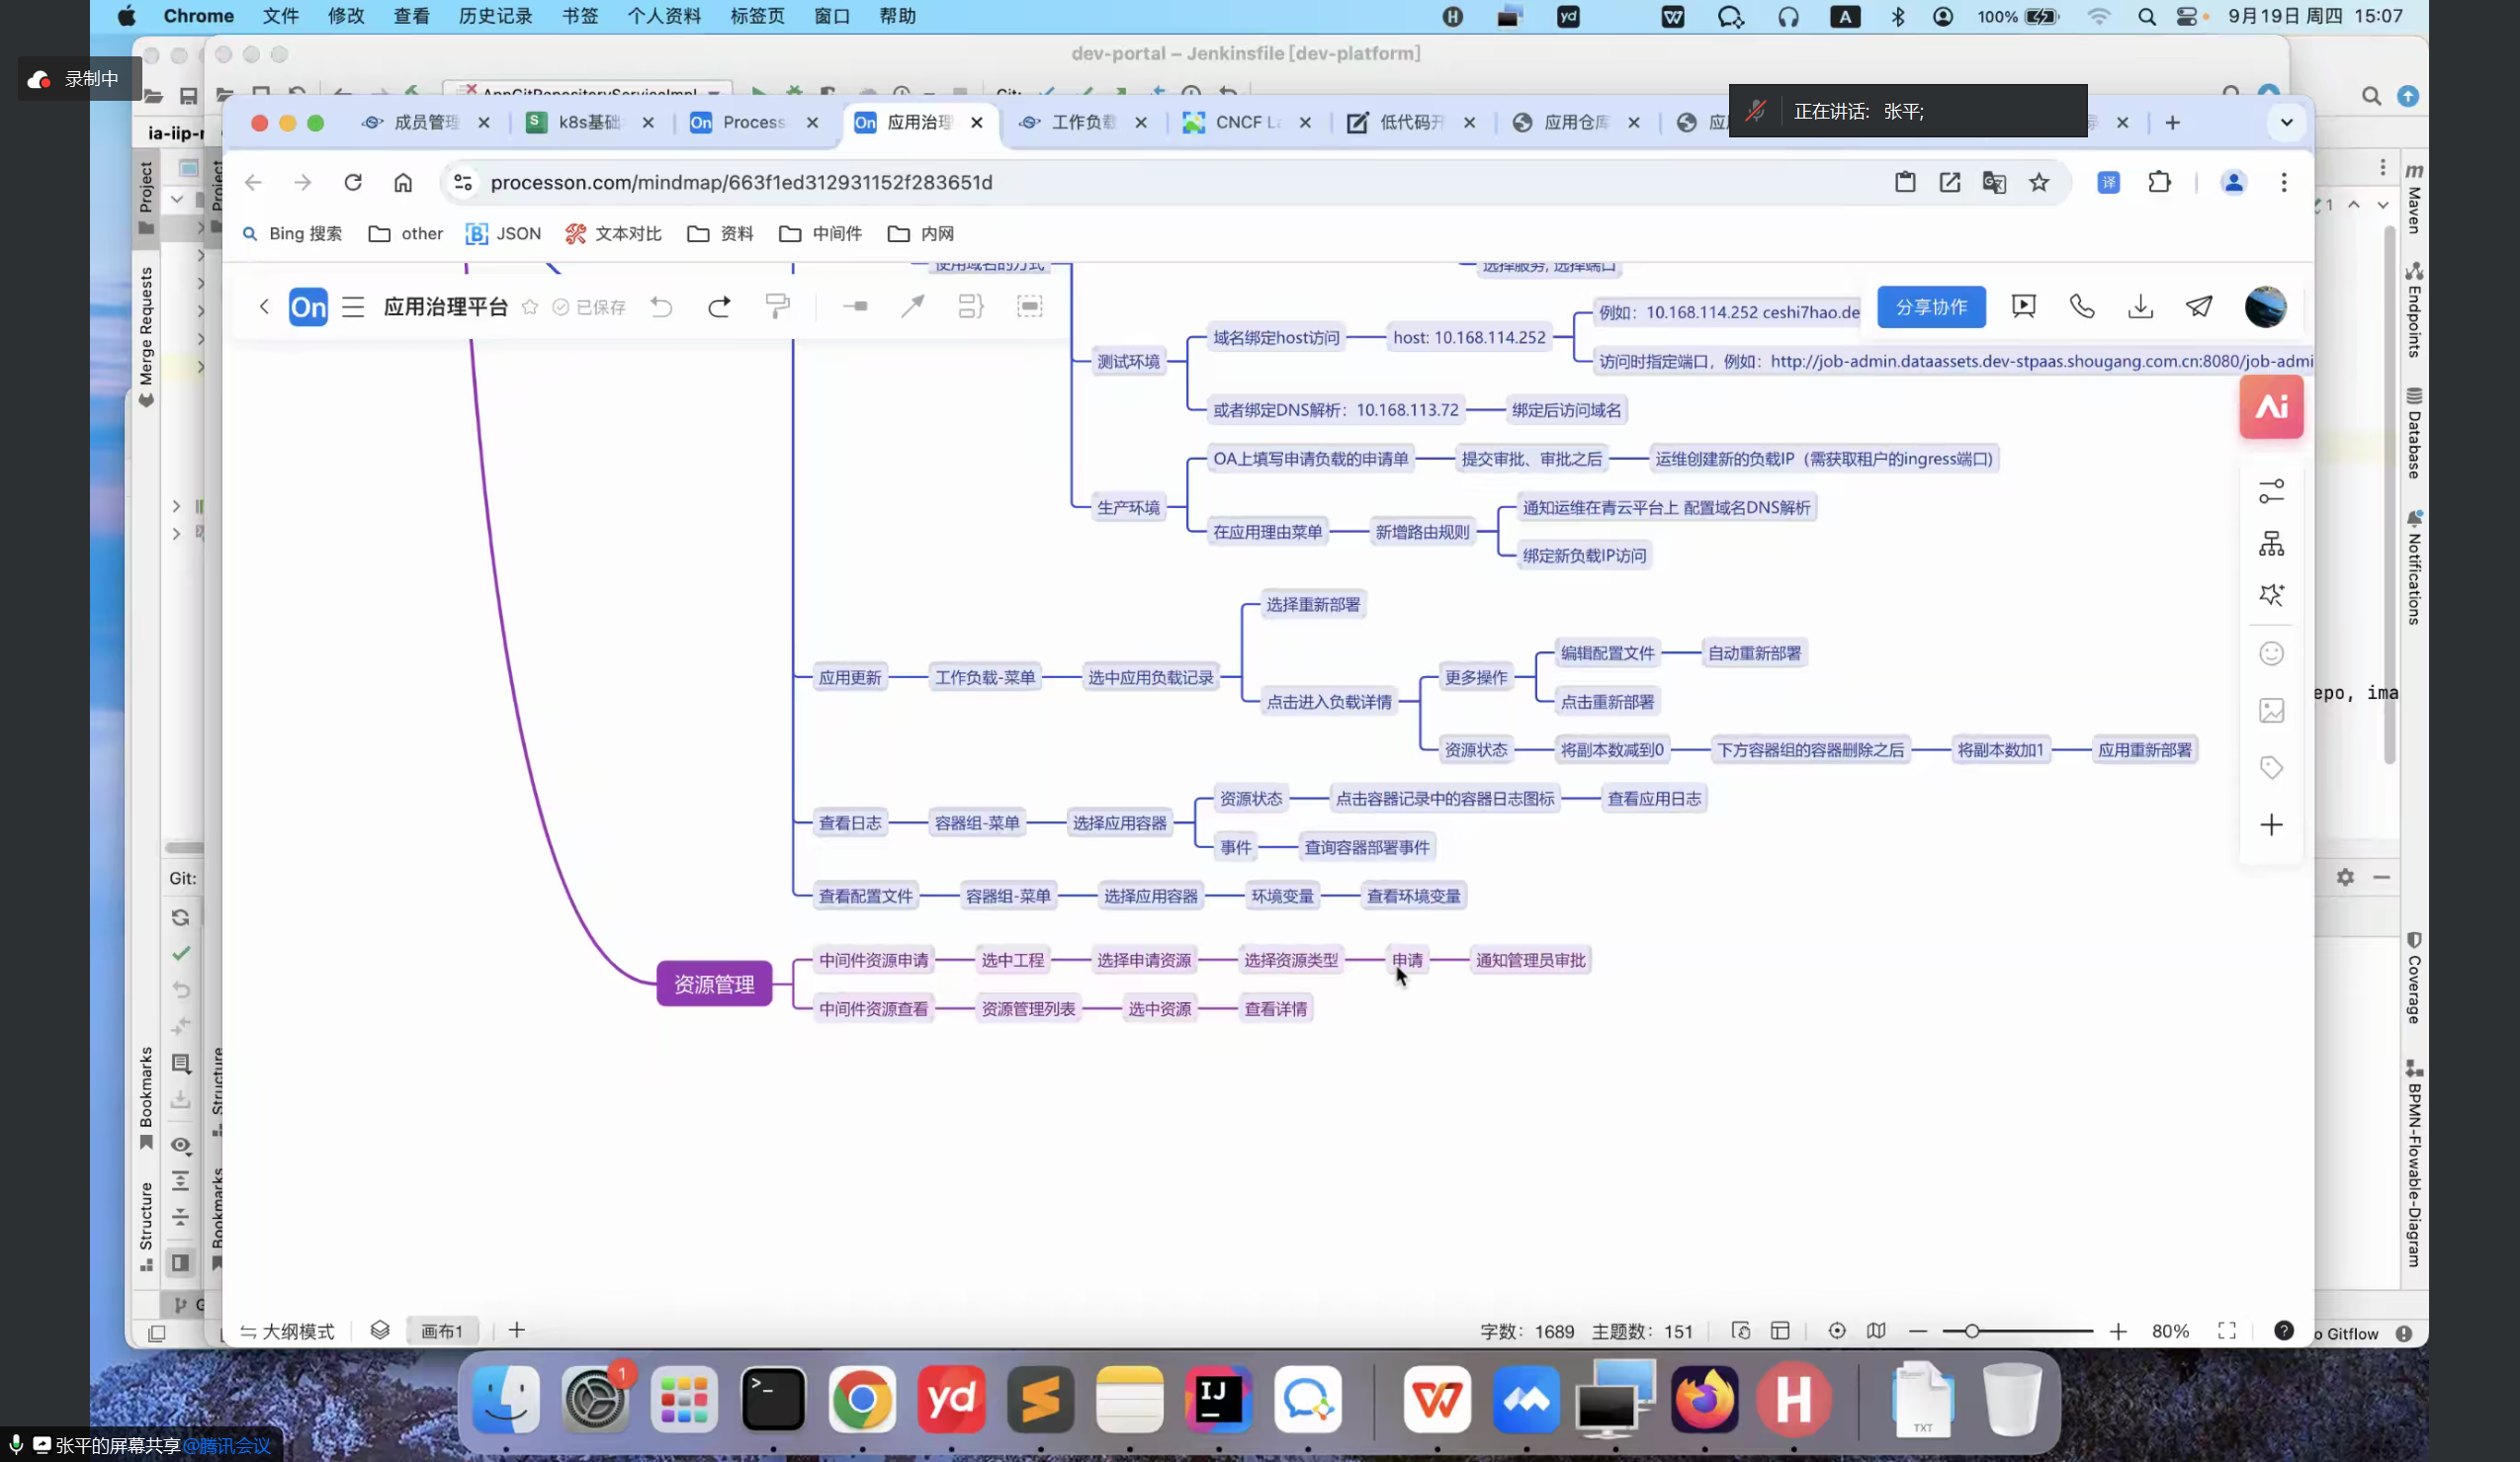 Chrome 文件 修改 查看 历史记录 书签 个人资料 标签页 窗口 帮助
100% 9月19日 周四 15:07
dev-portal – Jenkinsfile [dev-platform]
录制中
正在讲话: 张平;
成员管理
k8s基础
Process
应用治理
工作负载
CNCF L
低代码开
应用仓库
processon.com/mindmap/663f1ed312931152f283651d
Bing 搜索 other JSON 文本对比 资料 中间件 内网
使用域名的方式
选择服务, 选择端口
On 应用治理平台 已保存
分享协作
例如：10.168.114.252 ceshi7hao.de
测试环境
域名绑定host访问
host: 10.168.114.252
访问时指定端口，例如：http://job-admin.dataassets.dev-stpaas.shougang.com.cn:8080/job-admi
或者绑定DNS解析：10.168.113.72
绑定后访问域名
生产环境
OA上填写申请负载的申请单
提交审批、审批之后
运维创建新的负载IP（需获取租户的ingress端口)
在应用理由菜单
新增路由规则
通知运维在青云平台上 配置域名DNS解析
绑定新负载IP访问
应用更新
工作负载-菜单
选中应用负载记录
选择重新部署
点击进入负载详情
更多操作
编辑配置文件
自动重新部署
点击重新部署
资源状态
将副本数减到0
下方容器组的容器删除之后
将副本数加1
应用重新部署
查看日志
容器组-菜单
选择应用容器
资源状态
点击容器记录中的容器日志图标
查看应用日志
事件
查询容器部署事件
查看配置文件
容器组-菜单
选择应用容器
环境变量
查看环境变量
资源管理
中间件资源申请
选中工程
选择申请资源
选择资源类型
申请
通知管理员审批
中间件资源查看
资源管理列表
选中资源
查看详情
Ai
Project
Merge Requests
Bookmarks
Structure
Git:
Maven
Endpoints
Database
Notifications
Coverage
BPMN-Flowable-Diagram
epo, ima
大纲模式
画布1
字数：1689 主题数：151
80%
o Gitflow
张平的屏幕共享@腾讯会议